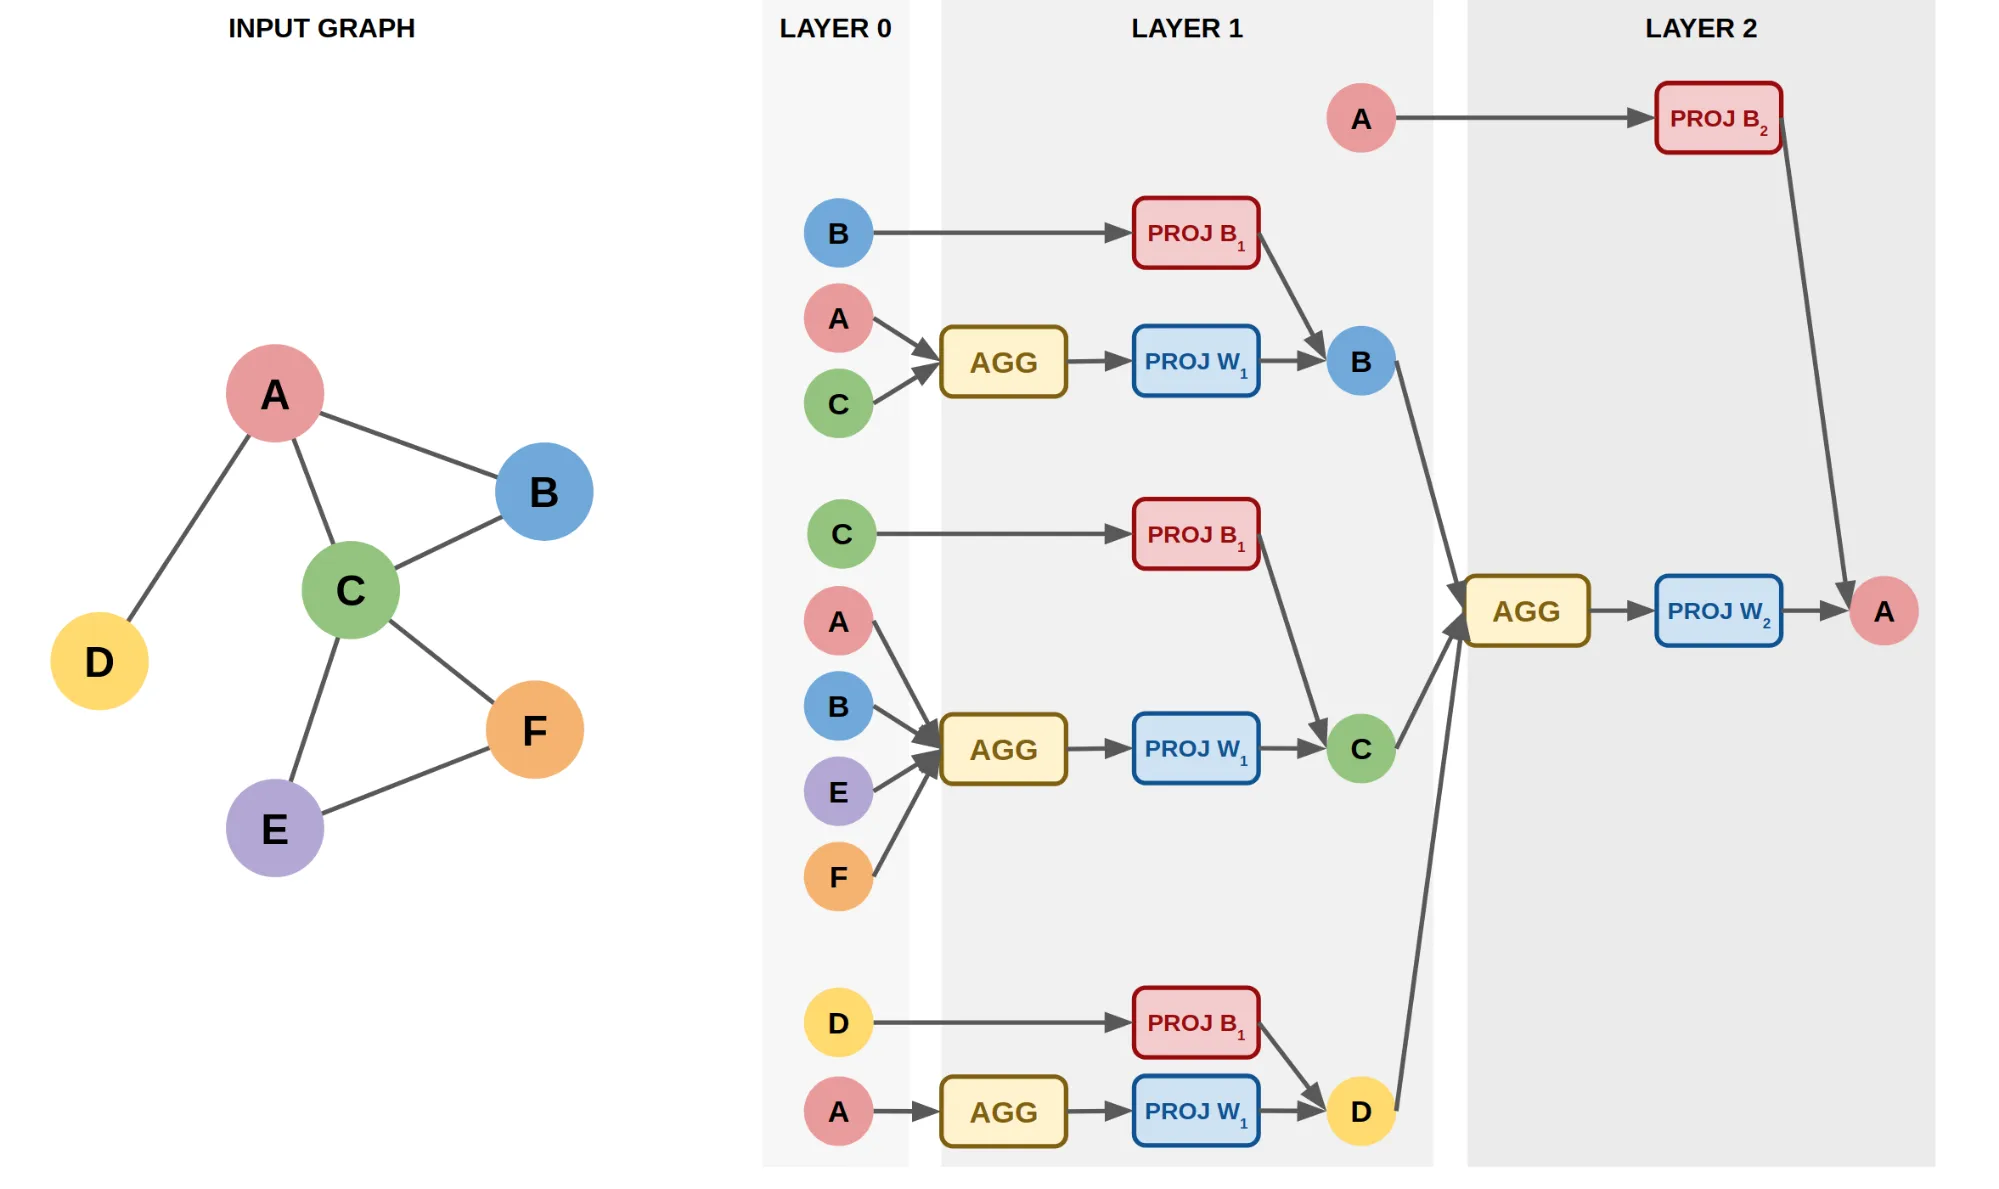 INPUT GRAPH
A
B
C
D
F
E
LAYER 0
LAYER 1
LAYER 2
A
PROJ B2
B
PROJ B1
A
C
AGG
PROJ W1
B
C
PROJ B1
A
B
E
F
AGG
PROJ W1
C
AGG
PROJ W2
A
D
PROJ B1
A
AGG
PROJ W1
D